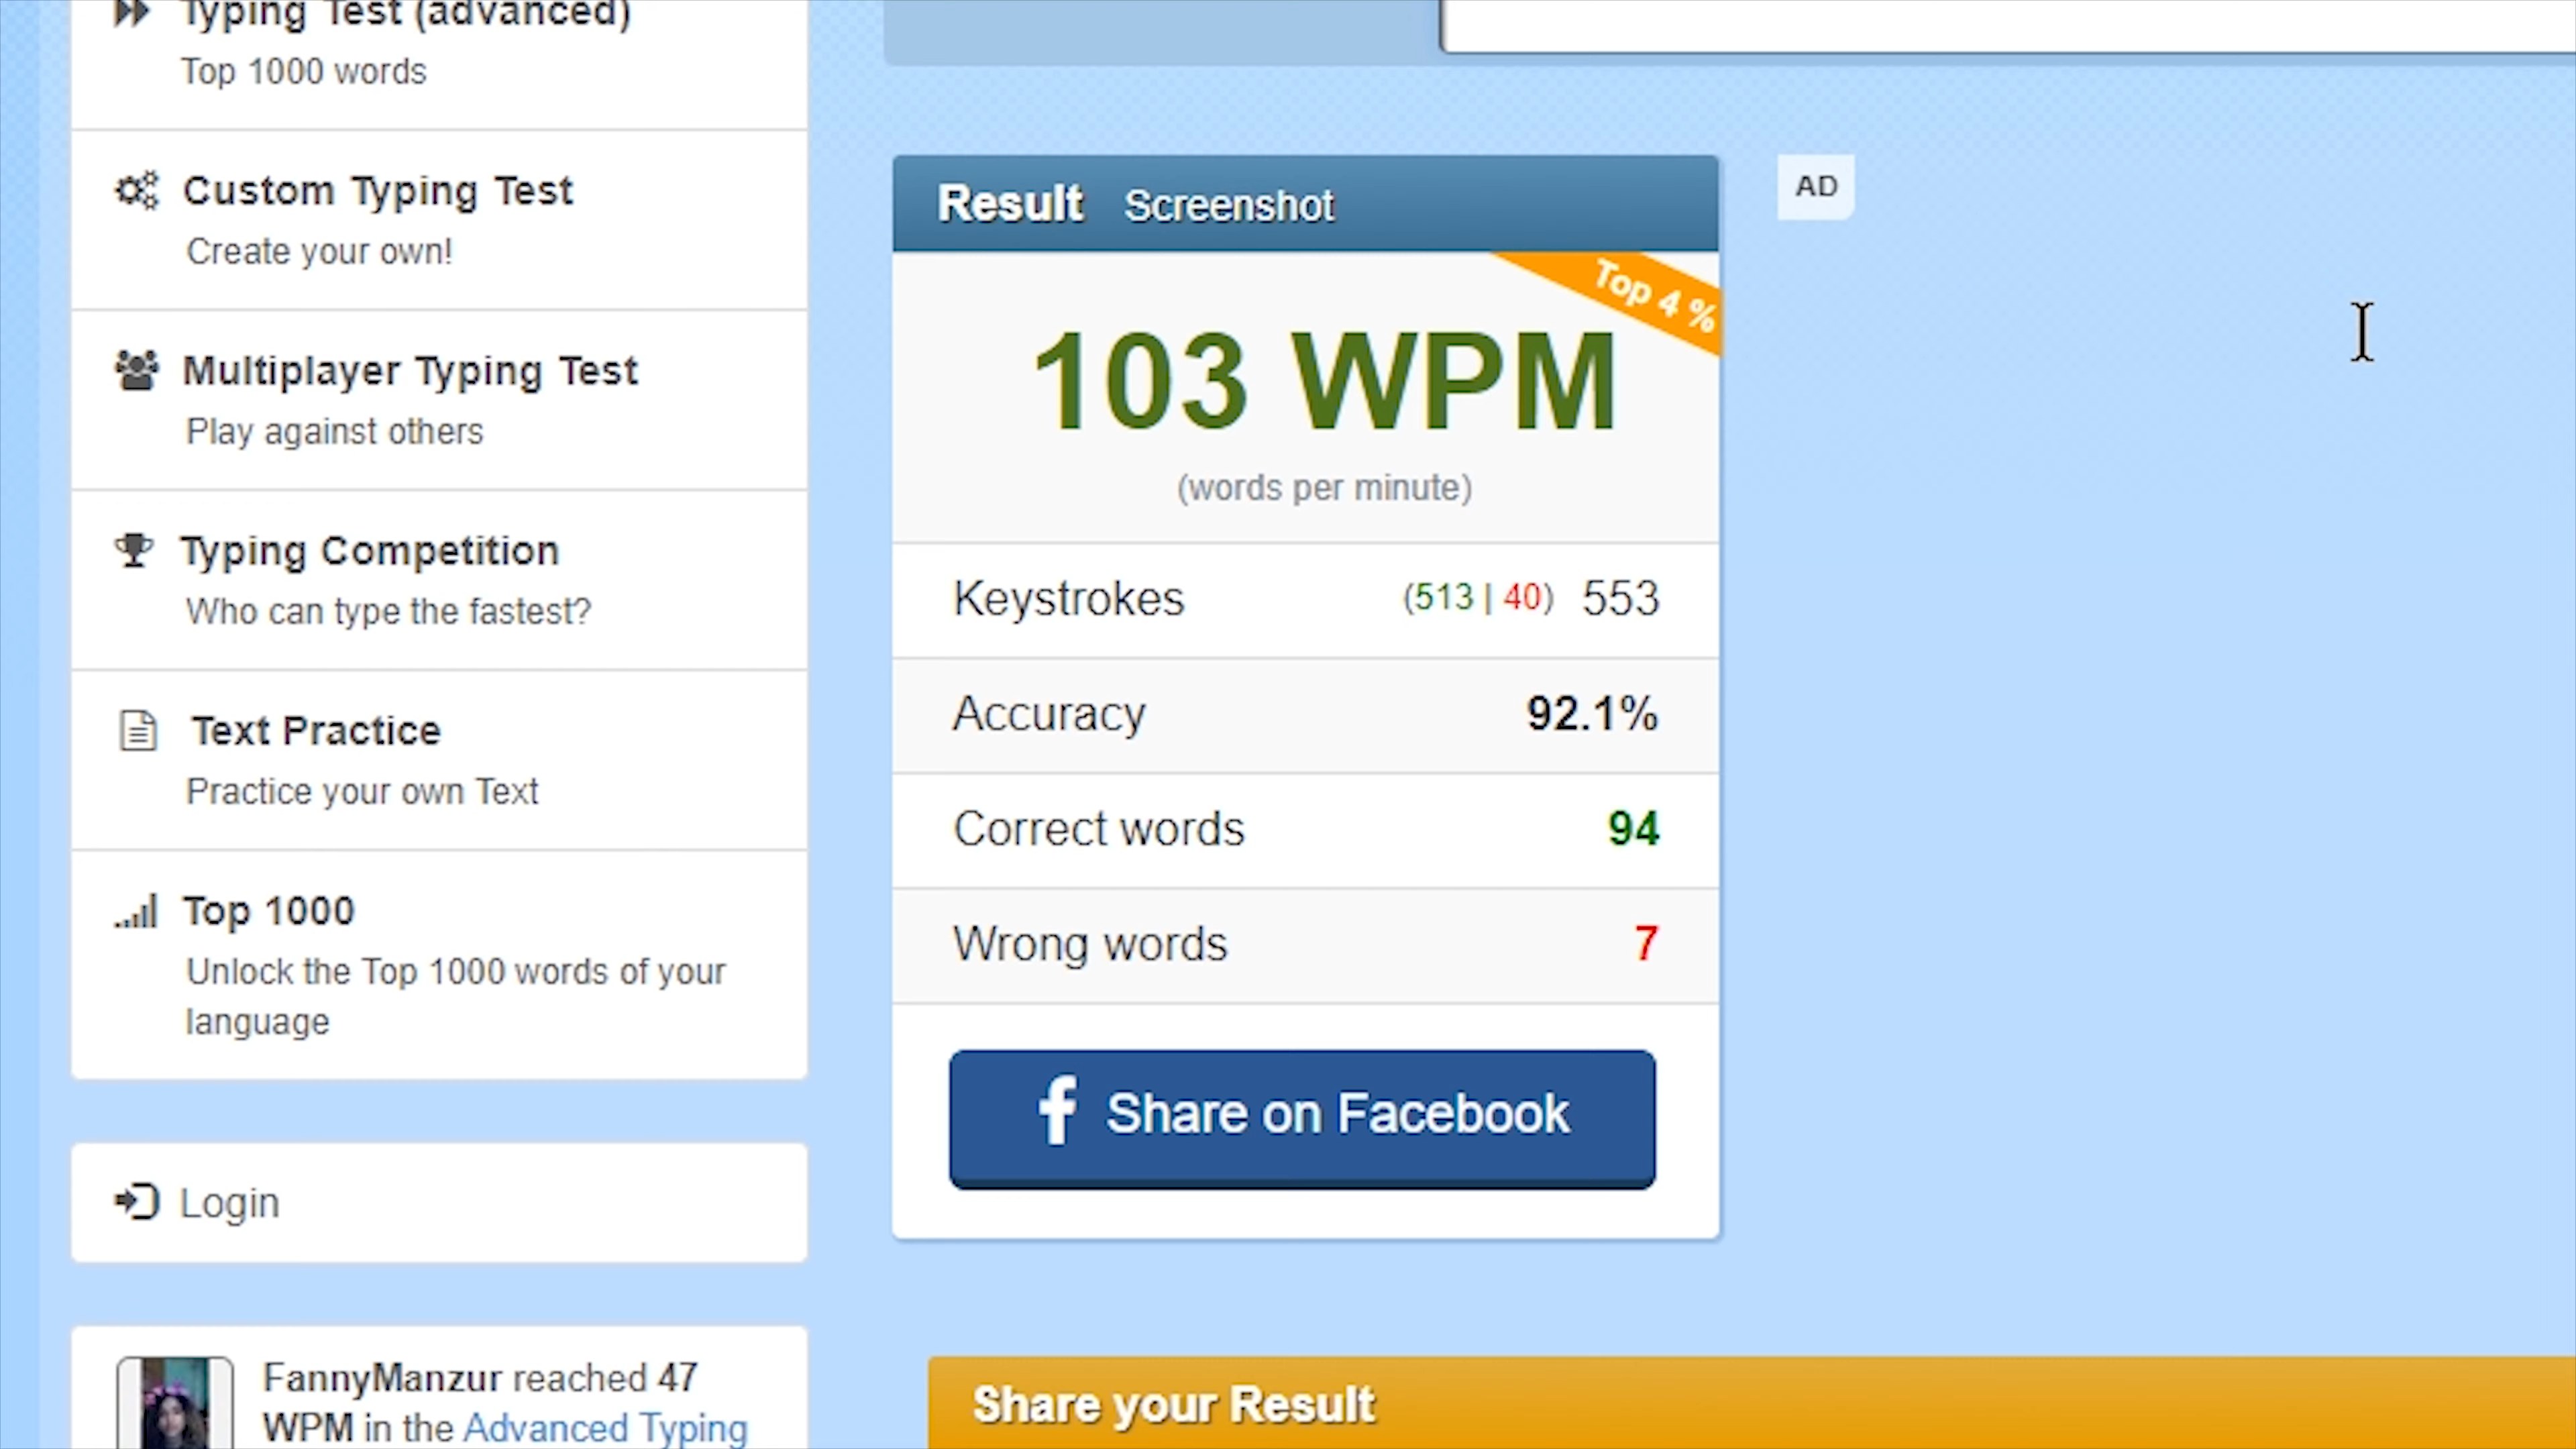 Typing Test (advanced)
Top 1000 words
Custom Typing Test
Create your own!
Multiplayer Typing Test
Play against others
Typing Competition
Who can type the fastest?
Text Practice
Practice your own Text
Top 1000
Unlock the Top 1000 words of your
language
Login
FannyManzur reached 47
WPM in the Advanced Typing
Result Screenshot
Top 4 %
103 WPM
(words per minute)
Keystrokes (513 | 40) 553
Accuracy 92.1%
Correct words 94
Wrong words 7
f Share on Facebook
AD
Share your Result